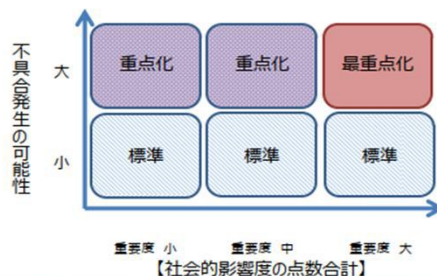 不具合発生の可能性
大
重点化
重点化
最重点化
小
標準
標準
標準
重要度 小
重要度 中
重要度 大
【社会的影響度の点数合計】